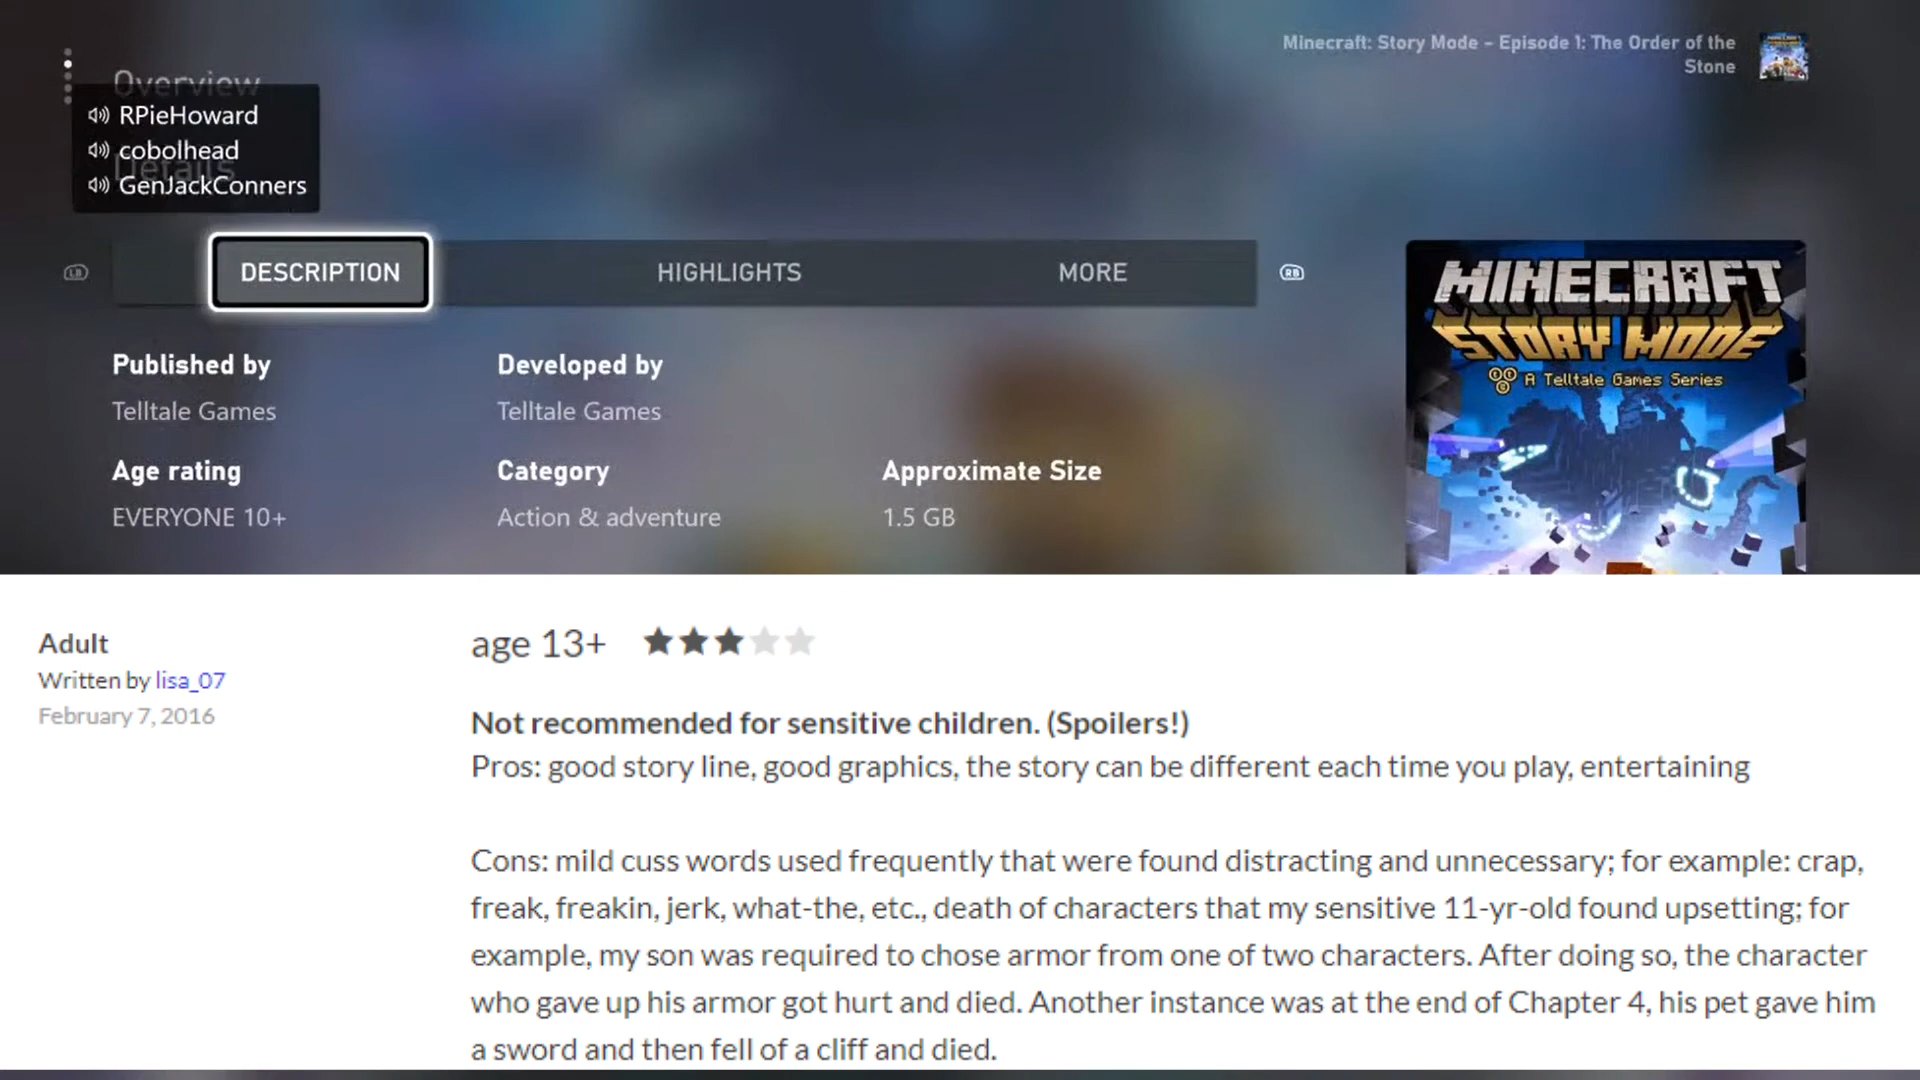 Minecraft: Story Mode - Episode 1: The Order of the
Stone
Overview
RPieHoward
cobolhead
Details
GenJackConners
LB
DESCRIPTION
HIGHLIGHTS
MORE
RB
MINECRAFT
STORY MODE
A Telltale Games Series
Published by
Developed by
Telltale Games
Telltale Games
Age rating
Category
Approximate Size
EVERYONE 10+
Action & adventure
1.5 GB
Adult
Written by lisa_07
February 7, 2016
age 13+
Not recommended for sensitive children. (Spoilers!)
Pros: good story line, good graphics, the story can be different each time you play, entertaining
Cons: mild cuss words used frequently that were found distracting and unnecessary; for example: crap,
freak, freakin, jerk, what-the, etc., death of characters that my sensitive 11-yr-old found upsetting; for
example, my son was required to chose armor from one of two characters. After doing so, the character
who gave up his armor got hurt and died. Another instance was at the end of Chapter 4, his pet gave him
a sword and then fell of a cliff and died.